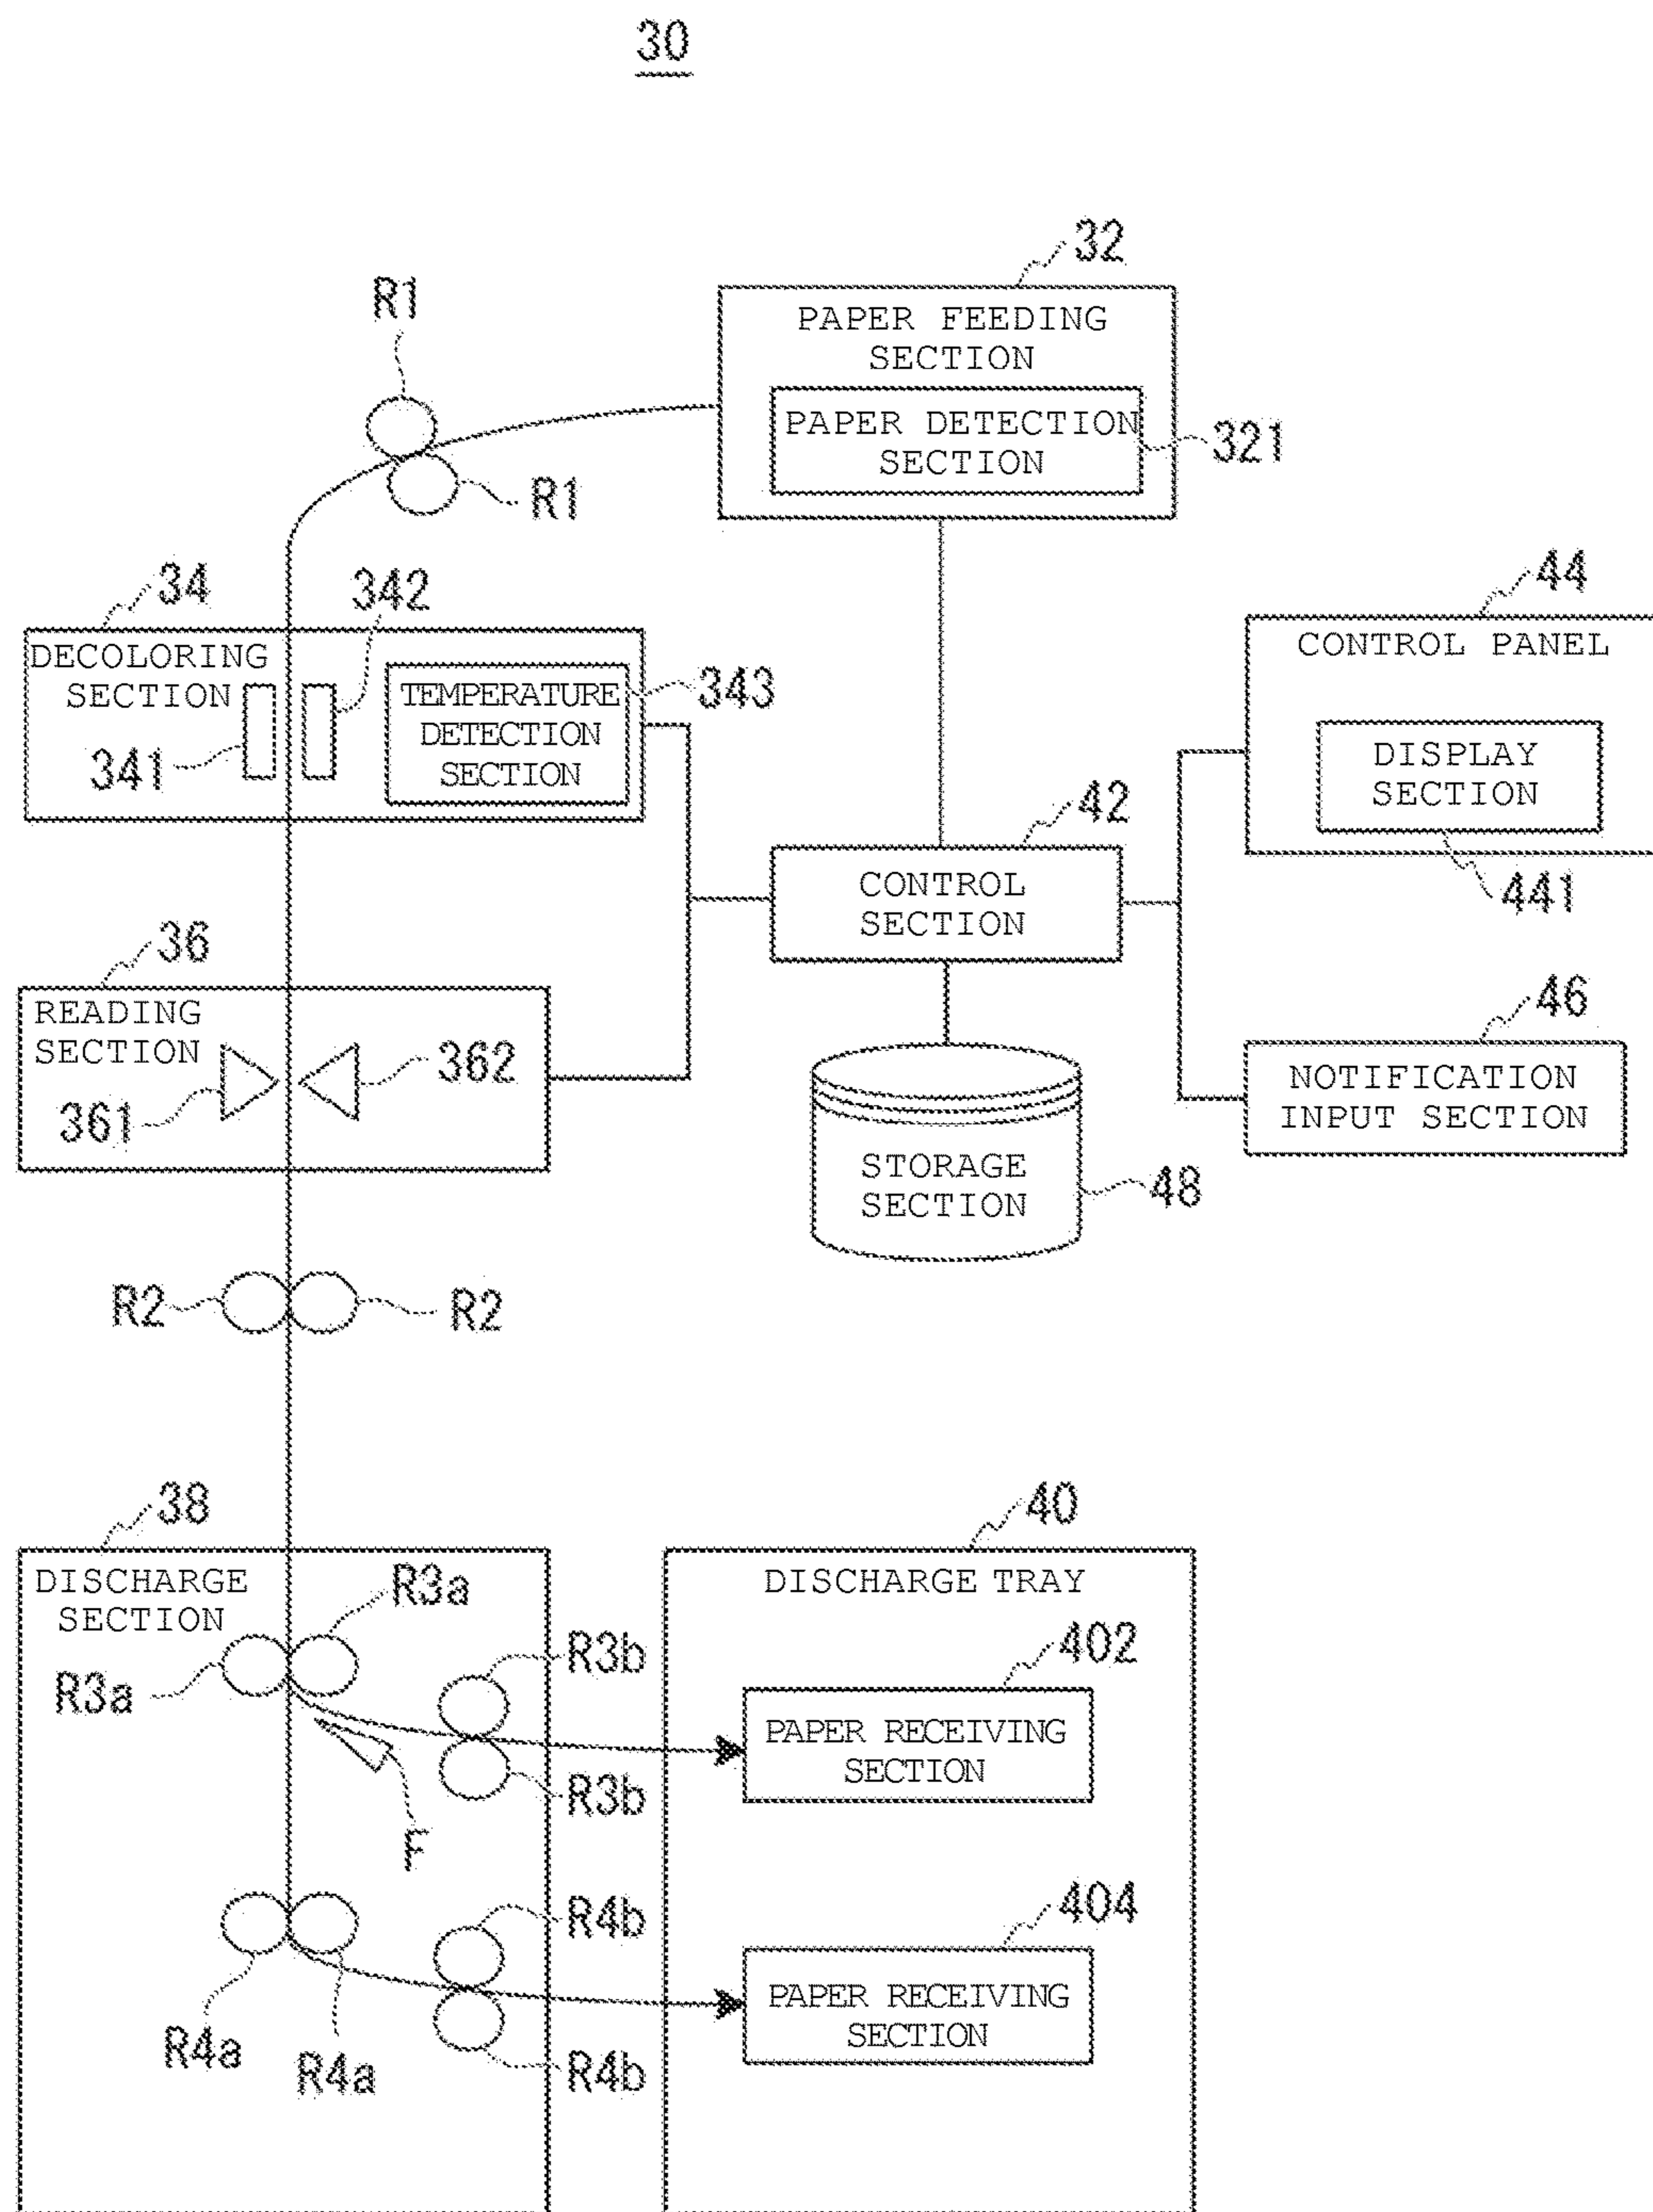 30
32
R1
PAPER FEEDING
SECTION
PAPER DETECTION
SECTION
321
R1
34
342
44
DECOLORING
SECTION
341
TEMPERATURE
DETECTION
SECTION
343
CONTROL PANEL
DISPLAY
SECTION
441
42
CONTROL
SECTION
36
READING
SECTION
361
362
46
NOTIFICATION
INPUT SECTION
STORAGE
SECTION
48
R2
R2
38
40
DISCHARGE
SECTION
R3a
R3a
R3b
R3b
F
DISCHARGE TRAY
402
PAPER RECEIVING
SECTION
R4b
404
R4a
R4a
R4b
PAPER RECEIVING
SECTION